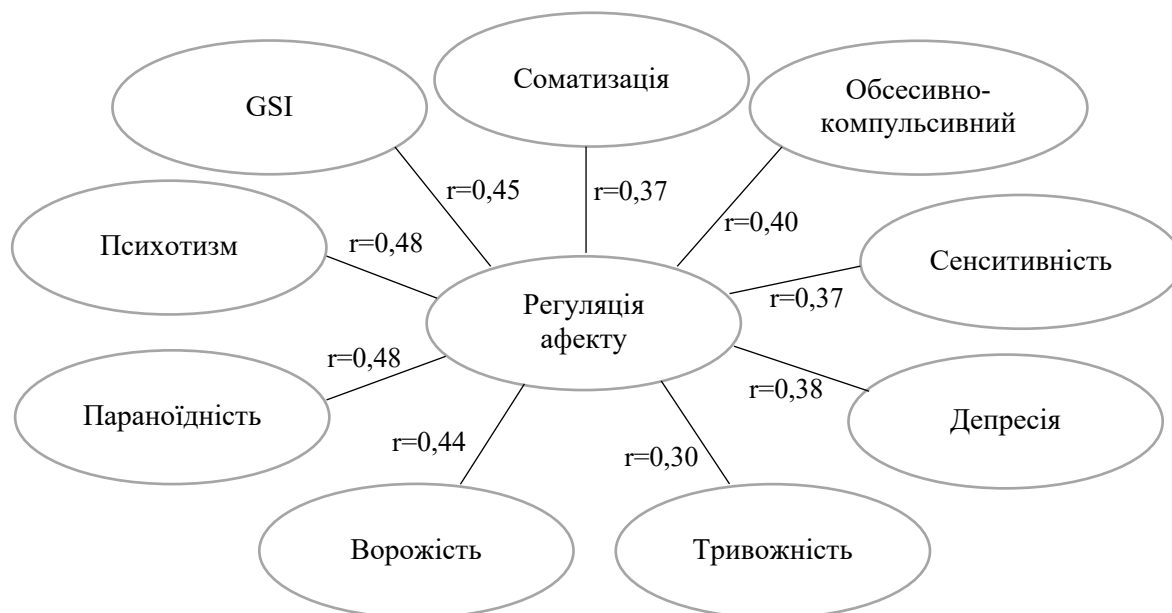 Соматизація
GSI
Обсесивно-
компульсивний
r=0,45
r=0,37
r=0,40
Психотизм
r=0,48
Сенситивність
r=0,37
Регуляція
афекту
r=0,48
r=0,38
Параноїдність
Депресія
r=0,44
r=0,30
Ворожість
Тривожність